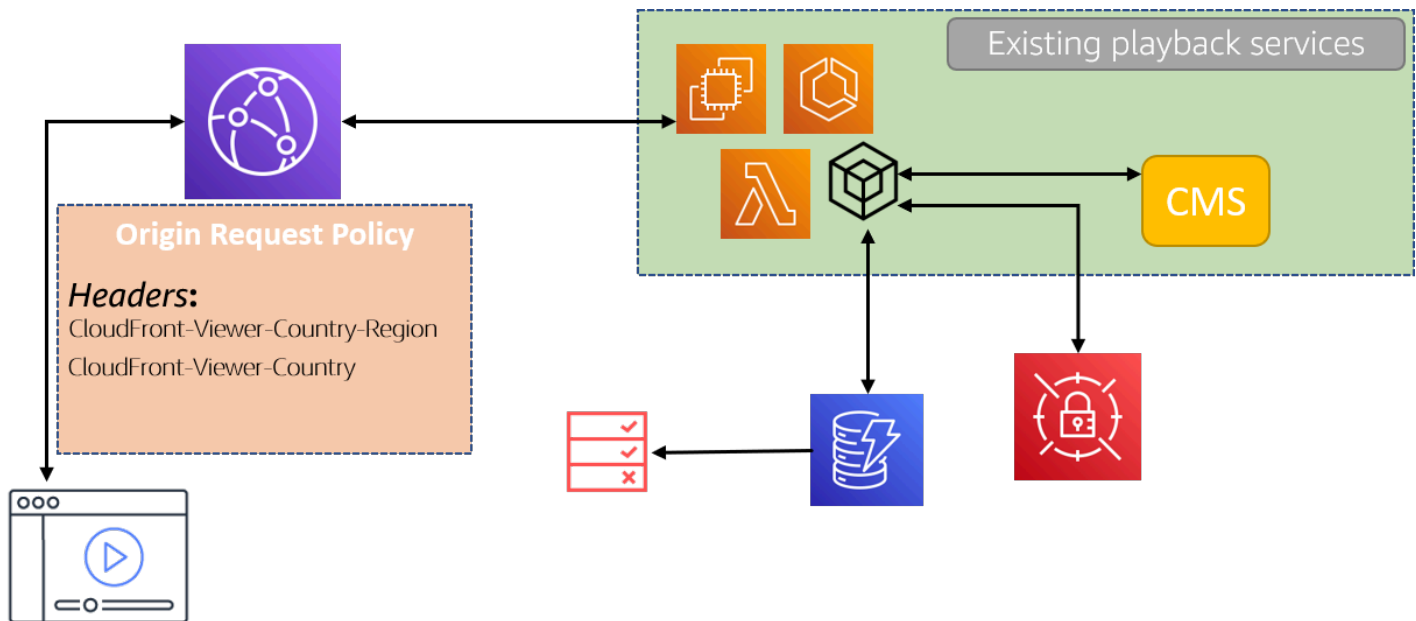 Existing playback services
Origin Request Policy
Headers:
CloudFront-Viewer-Country-Region
CloudFront-Viewer-Country
CMS